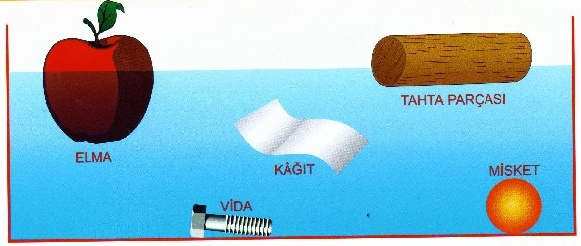 TAHTA PARÇASI
ELMA
KÂĞIT
MİSKET
VİDA